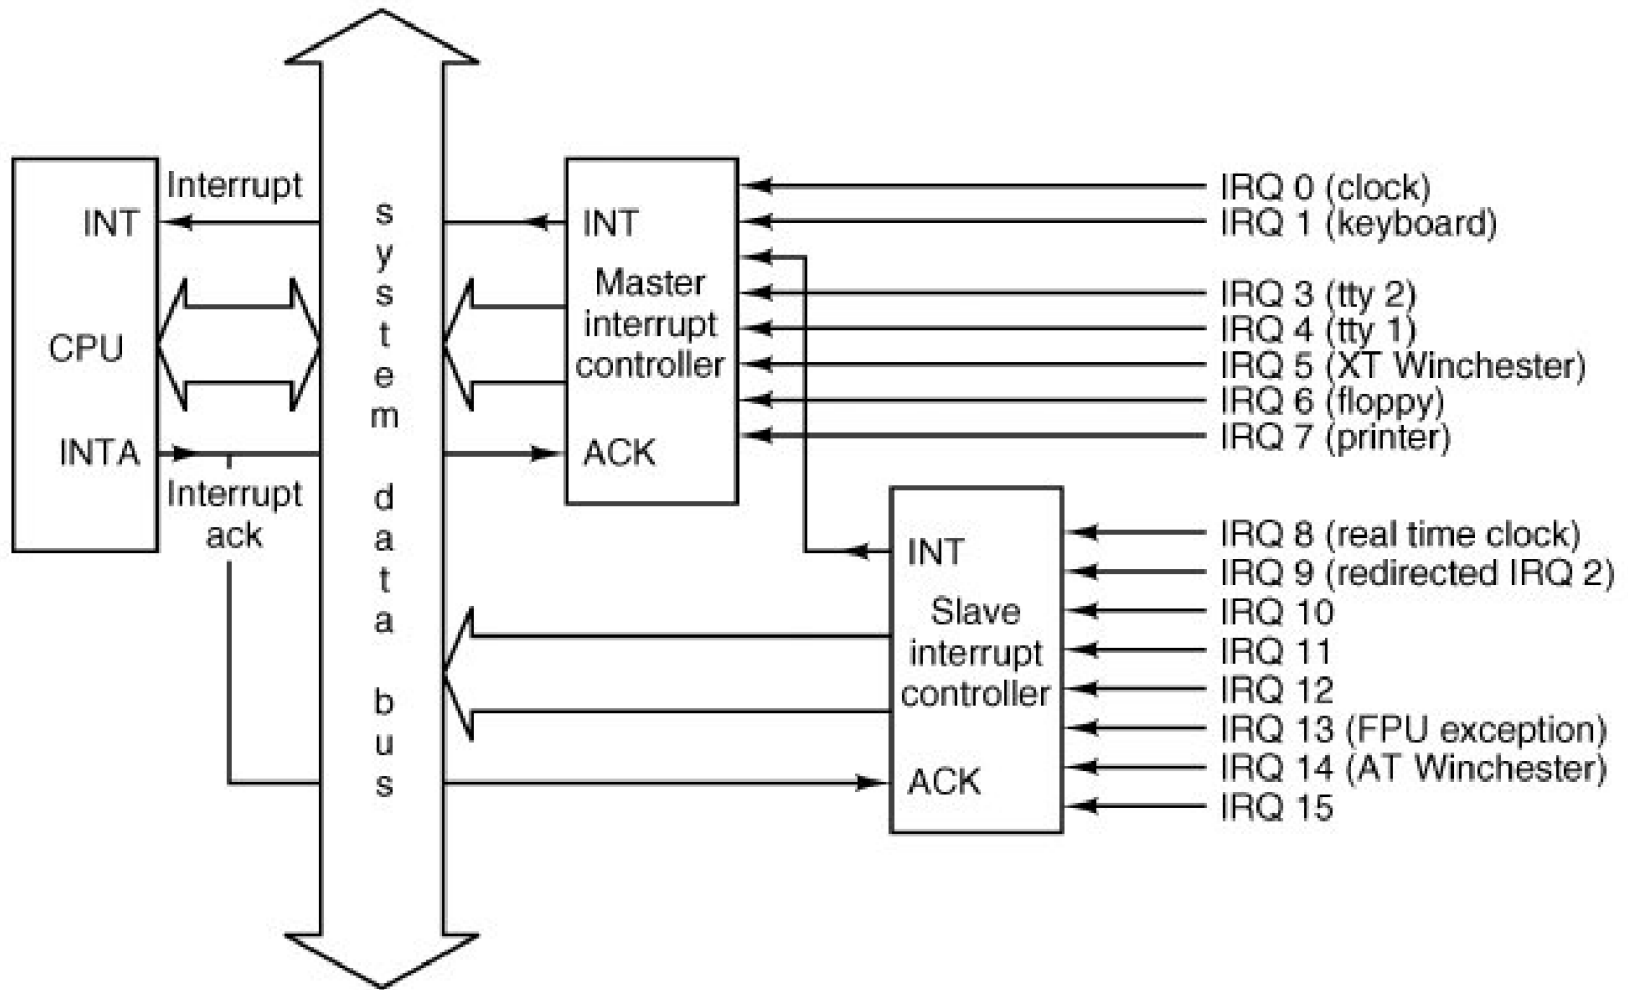 Interrupt
INT
CPU
INTA
Interrupt
ack
system data bus
INT
Master
interrupt
controller
ACK
INT
Slave
interrupt
controller
ACK
IRQ 0 (clock)
IRQ 1 (keyboard)
IRQ 3 (tty 2)
IRQ 4 (tty 1)
IRQ 5 (XT Winchester)
IRQ 6 (floppy)
IRQ 7 (printer)
IRQ 8 (real time clock)
IRQ 9 (redirected IRQ 2)
IRQ 10
IRQ 11
IRQ 12
IRQ 13 (FPU exception)
IRQ 14 (AT Winchester)
IRQ 15